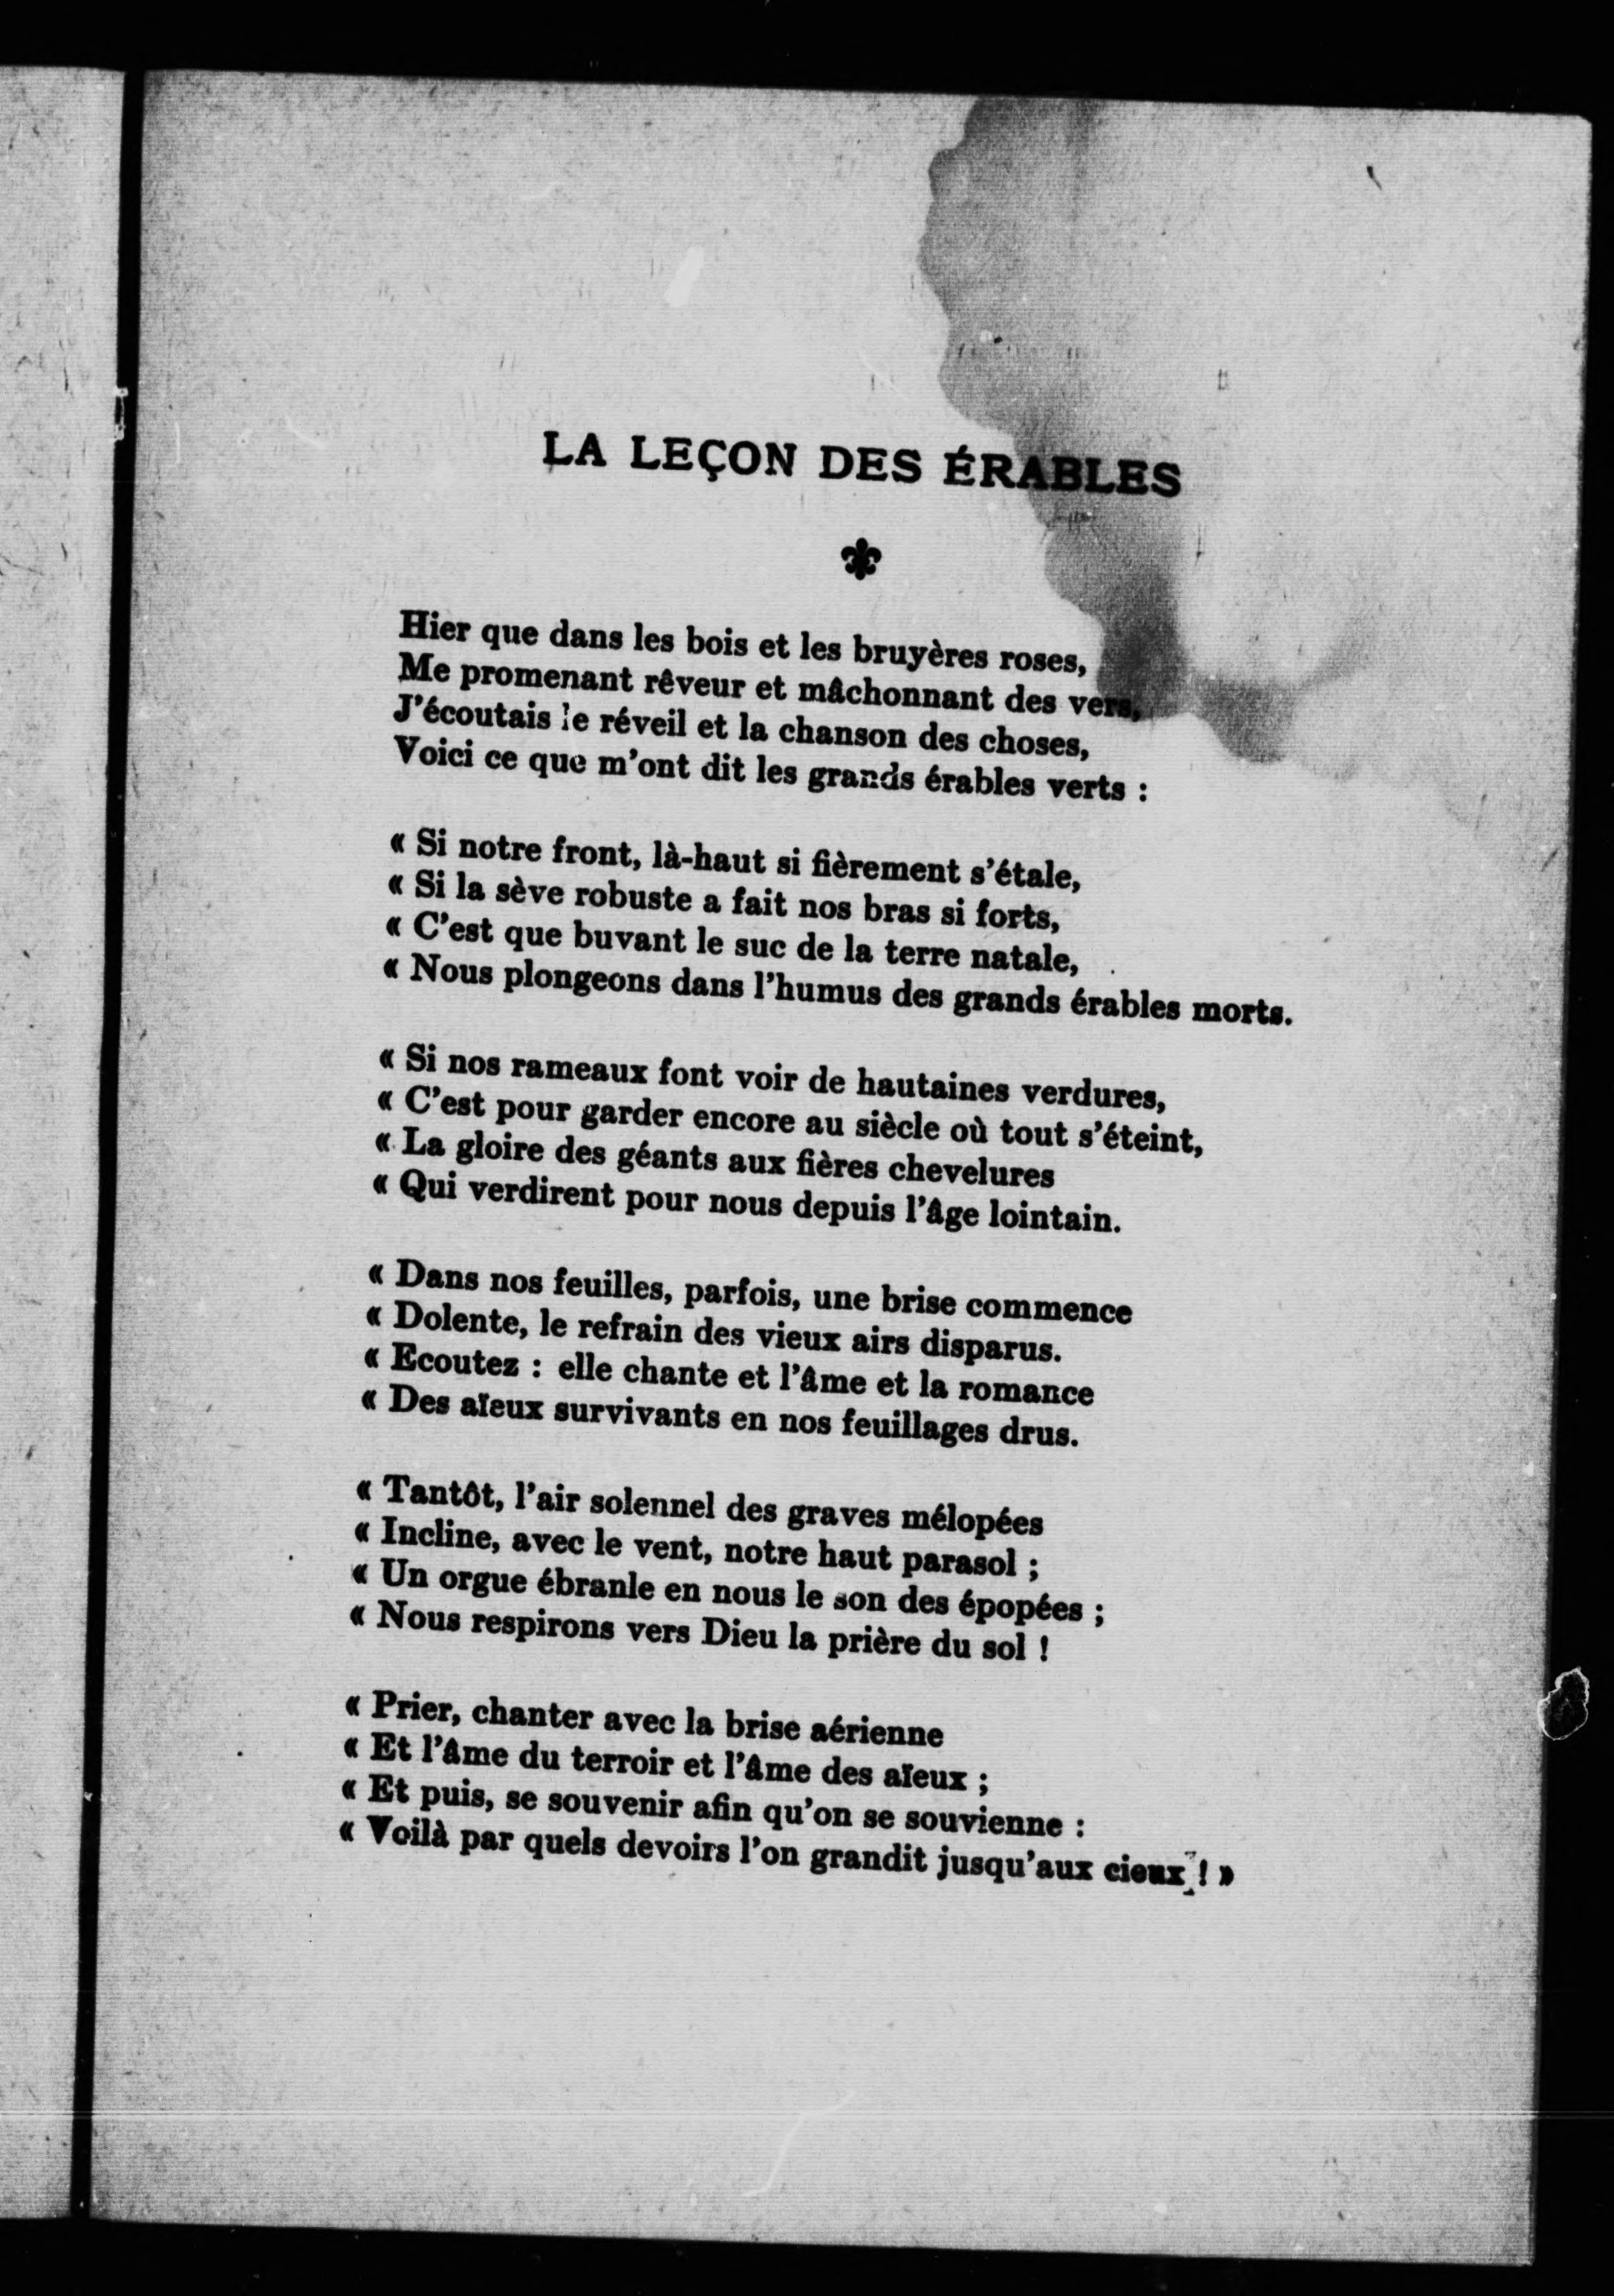 LA LEÇON DES ÉRABLES
Hier que dans les bois et les bruyères roses,
Me promenant rêveur et mâchonnant des vers,
J'écoutais le réveil et la chanson des choses,
Voici ce que m'ont dit les grands érables verts :
« Si notre front, là-haut si fièrement s'étale,
« Si la sève robuste a fait nos bras si forts,
« C'est que buvant le suc de la terre natale,
« Nous plongeons dans l'humus des grands érables morts.
« Si nos rameaux font voir de hautaines verdures,
« C'est pour garder encore au siècle où tout s'éteint,
« La gloire des géants aux fières chevelures
« Qui verdirent pour nous depuis l'âge lointain.
« Dans nos feuilles, parfois, une brise commence
« Dolente, le refrain des vieux airs disparus.
« Ecoutez : elle chante et l'âme et la romance
« Des aïeux survivants en nos feuillages drus.
« Tantôt, l'air solennel des graves mélopées
« Incline, avec le vent, notre haut parasol ;
« Un orgue ébranle en nous le son des épopées ;
« Nous respirons vers Dieu la prière du sol !
« Prier, chanter avec la brise aérienne
« Et l'âme du terroir et l'âme des aïeux ;
« Et puis, se souvenir afin qu'on se souvienne :
« Voilà par quels devoirs l'on grandit jusqu'aux cieux ! »